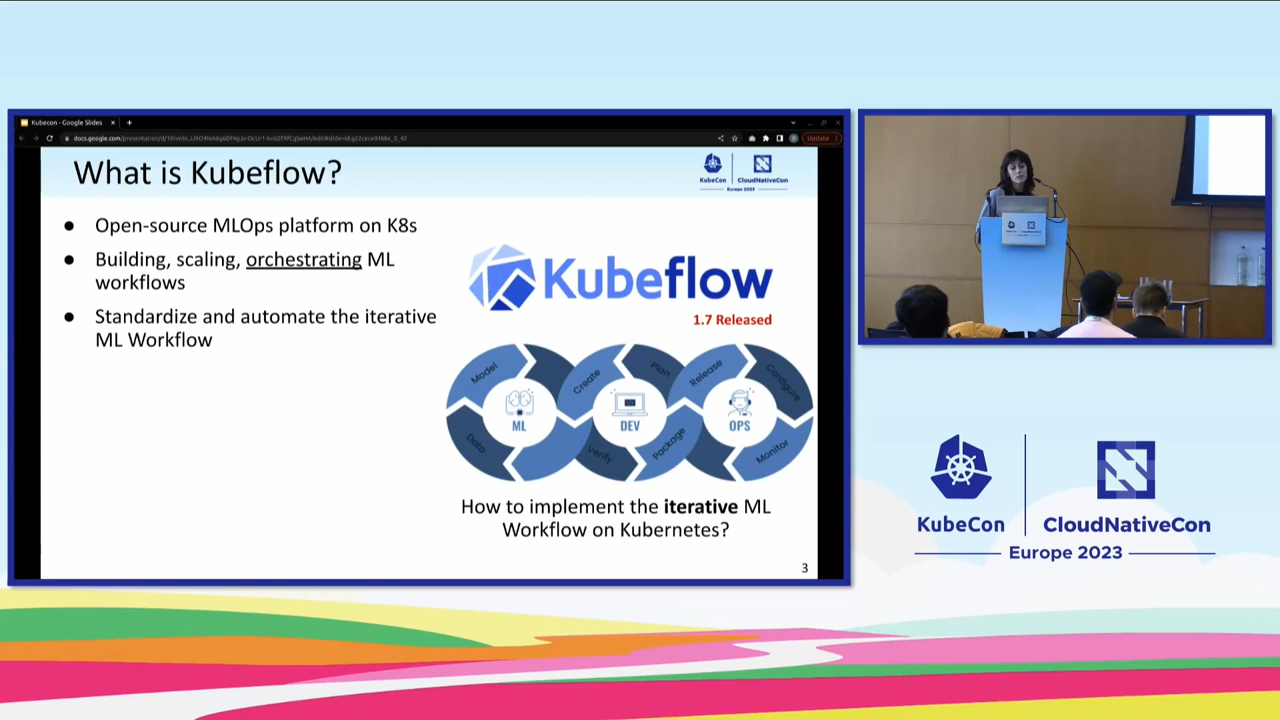 Kubecon - Google Slides
Update
What is Kubeflow?
KubeCon
CloudNativeCon
Europe 2023
● Open-source MLOps platform on K8s
● Building, scaling, orchestrating ML
workflows
● Standardize and automate the iterative
ML Workflow
Kubeflow
1.7 Released
Model
Create
Plan
Release
Configure
ML
DEV
OPS
Data
Verify
Package
Monitor
How to implement the iterative ML
Workflow on Kubernetes?
3
KubeCon
CloudNativeCon
Europe 2023